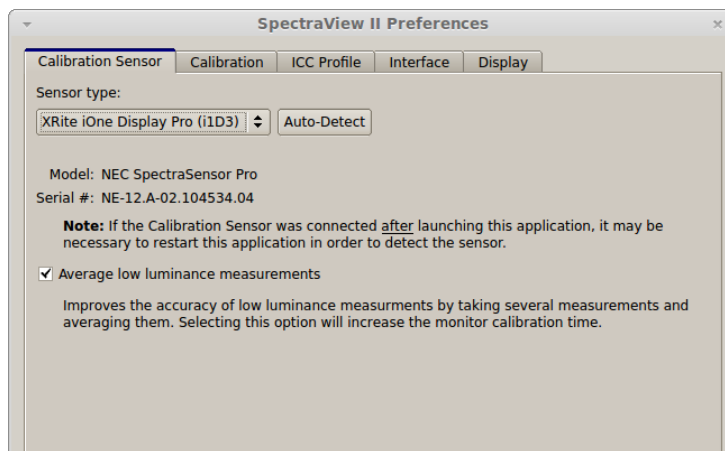 SpectraView II Preferences
Calibration Sensor Calibration ICC Profile Interface Display
Sensor type:
XRite iOne Display Pro (i1D3) Auto-Detect
Model: NEC SpectraSensor Pro
Serial #: NE-12.A-02.104534.04
Note: If the Calibration Sensor was connected after launching this application, it may be
necessary to restart this application in order to detect the sensor.
Average low luminance measurements
Improves the accuracy of low luminance measurments by taking several measurements and
averaging them. Selecting this option will increase the monitor calibration time.